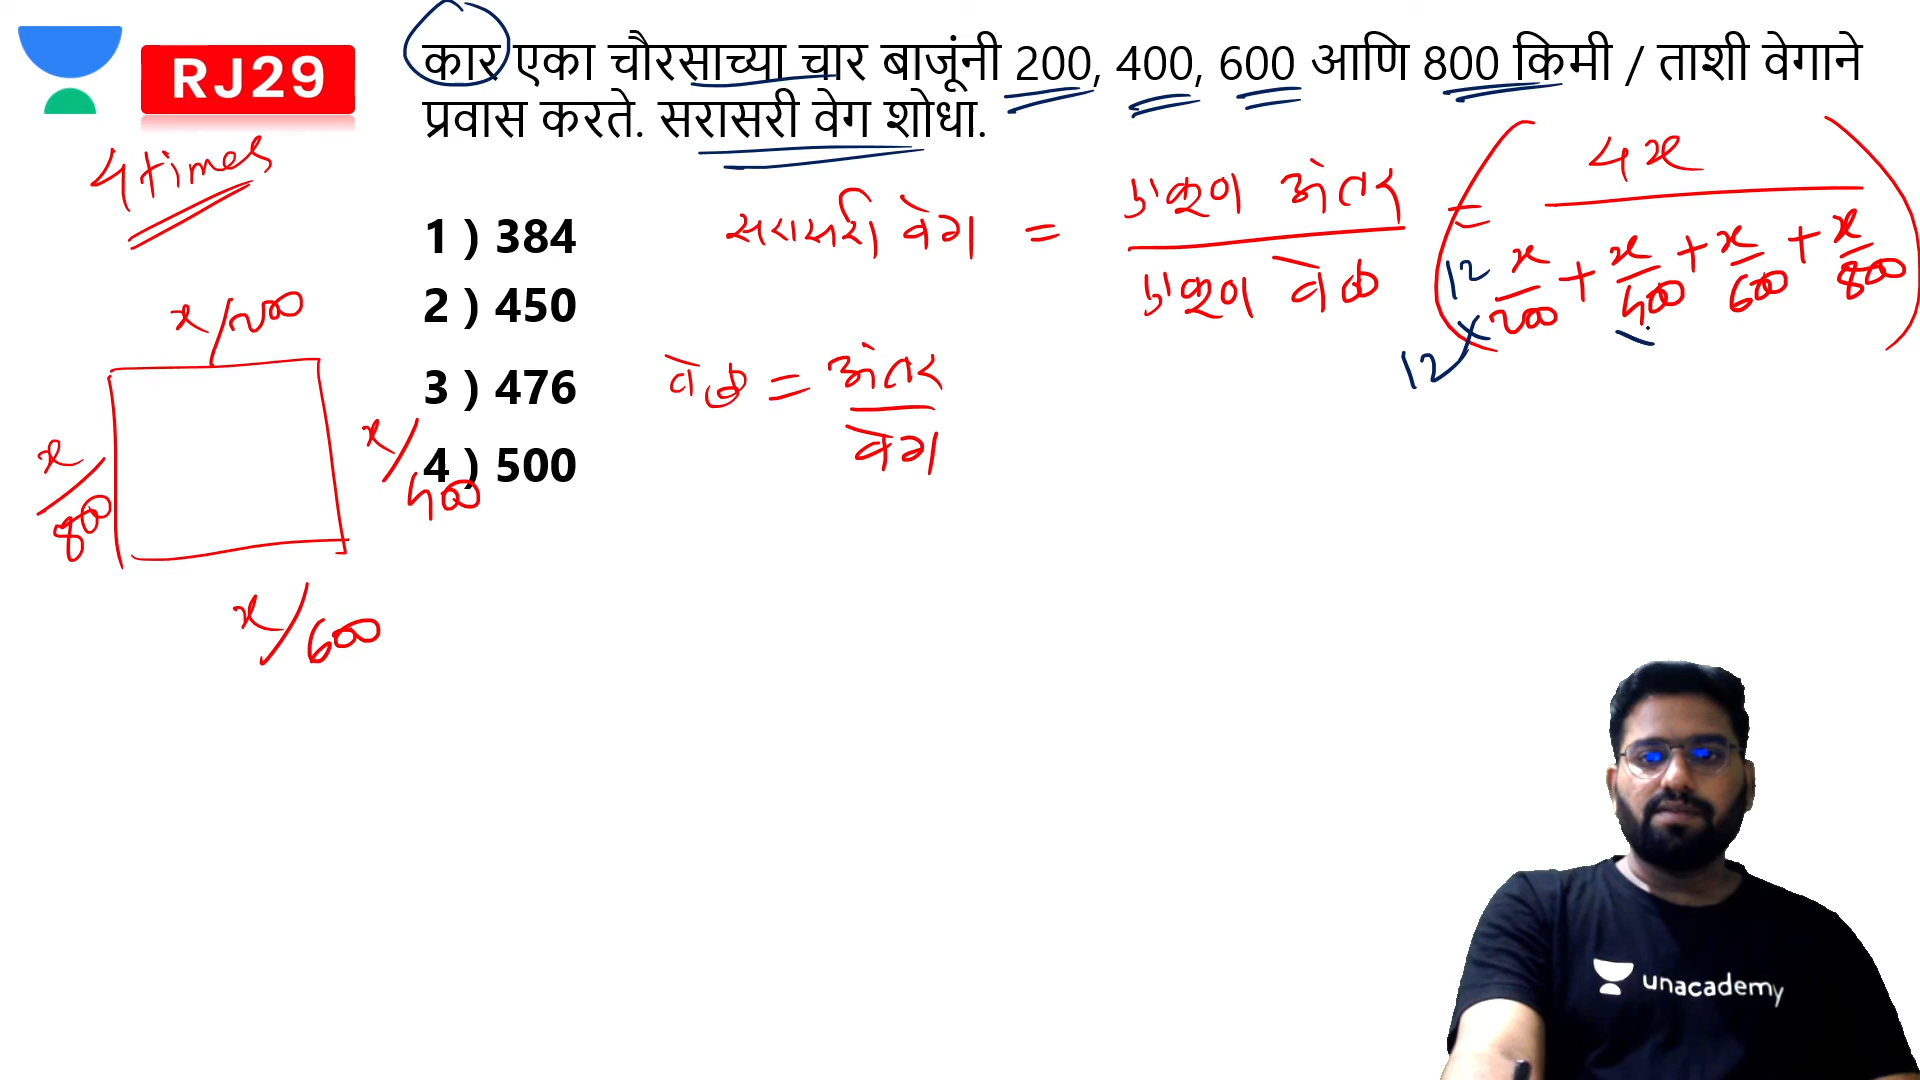 RJ29
कार एका चौरसाच्या चार बाजूंनी 200, 400, 600 आणि 800 किमी / ताशी वेगाने
प्रवास करते. सरासरी वेग शोधा.
4 times
1 ) 384
2 ) 450
3 ) 476
4 ) 500
सरासरी वेग = एकूण अंतर / एकूण वेळ = 4x / x/200 + x/400 + x/600 + x/800
12
12
वेळ = अंतर / वेग
x/200
x/400
x/800
x/600
unacademy